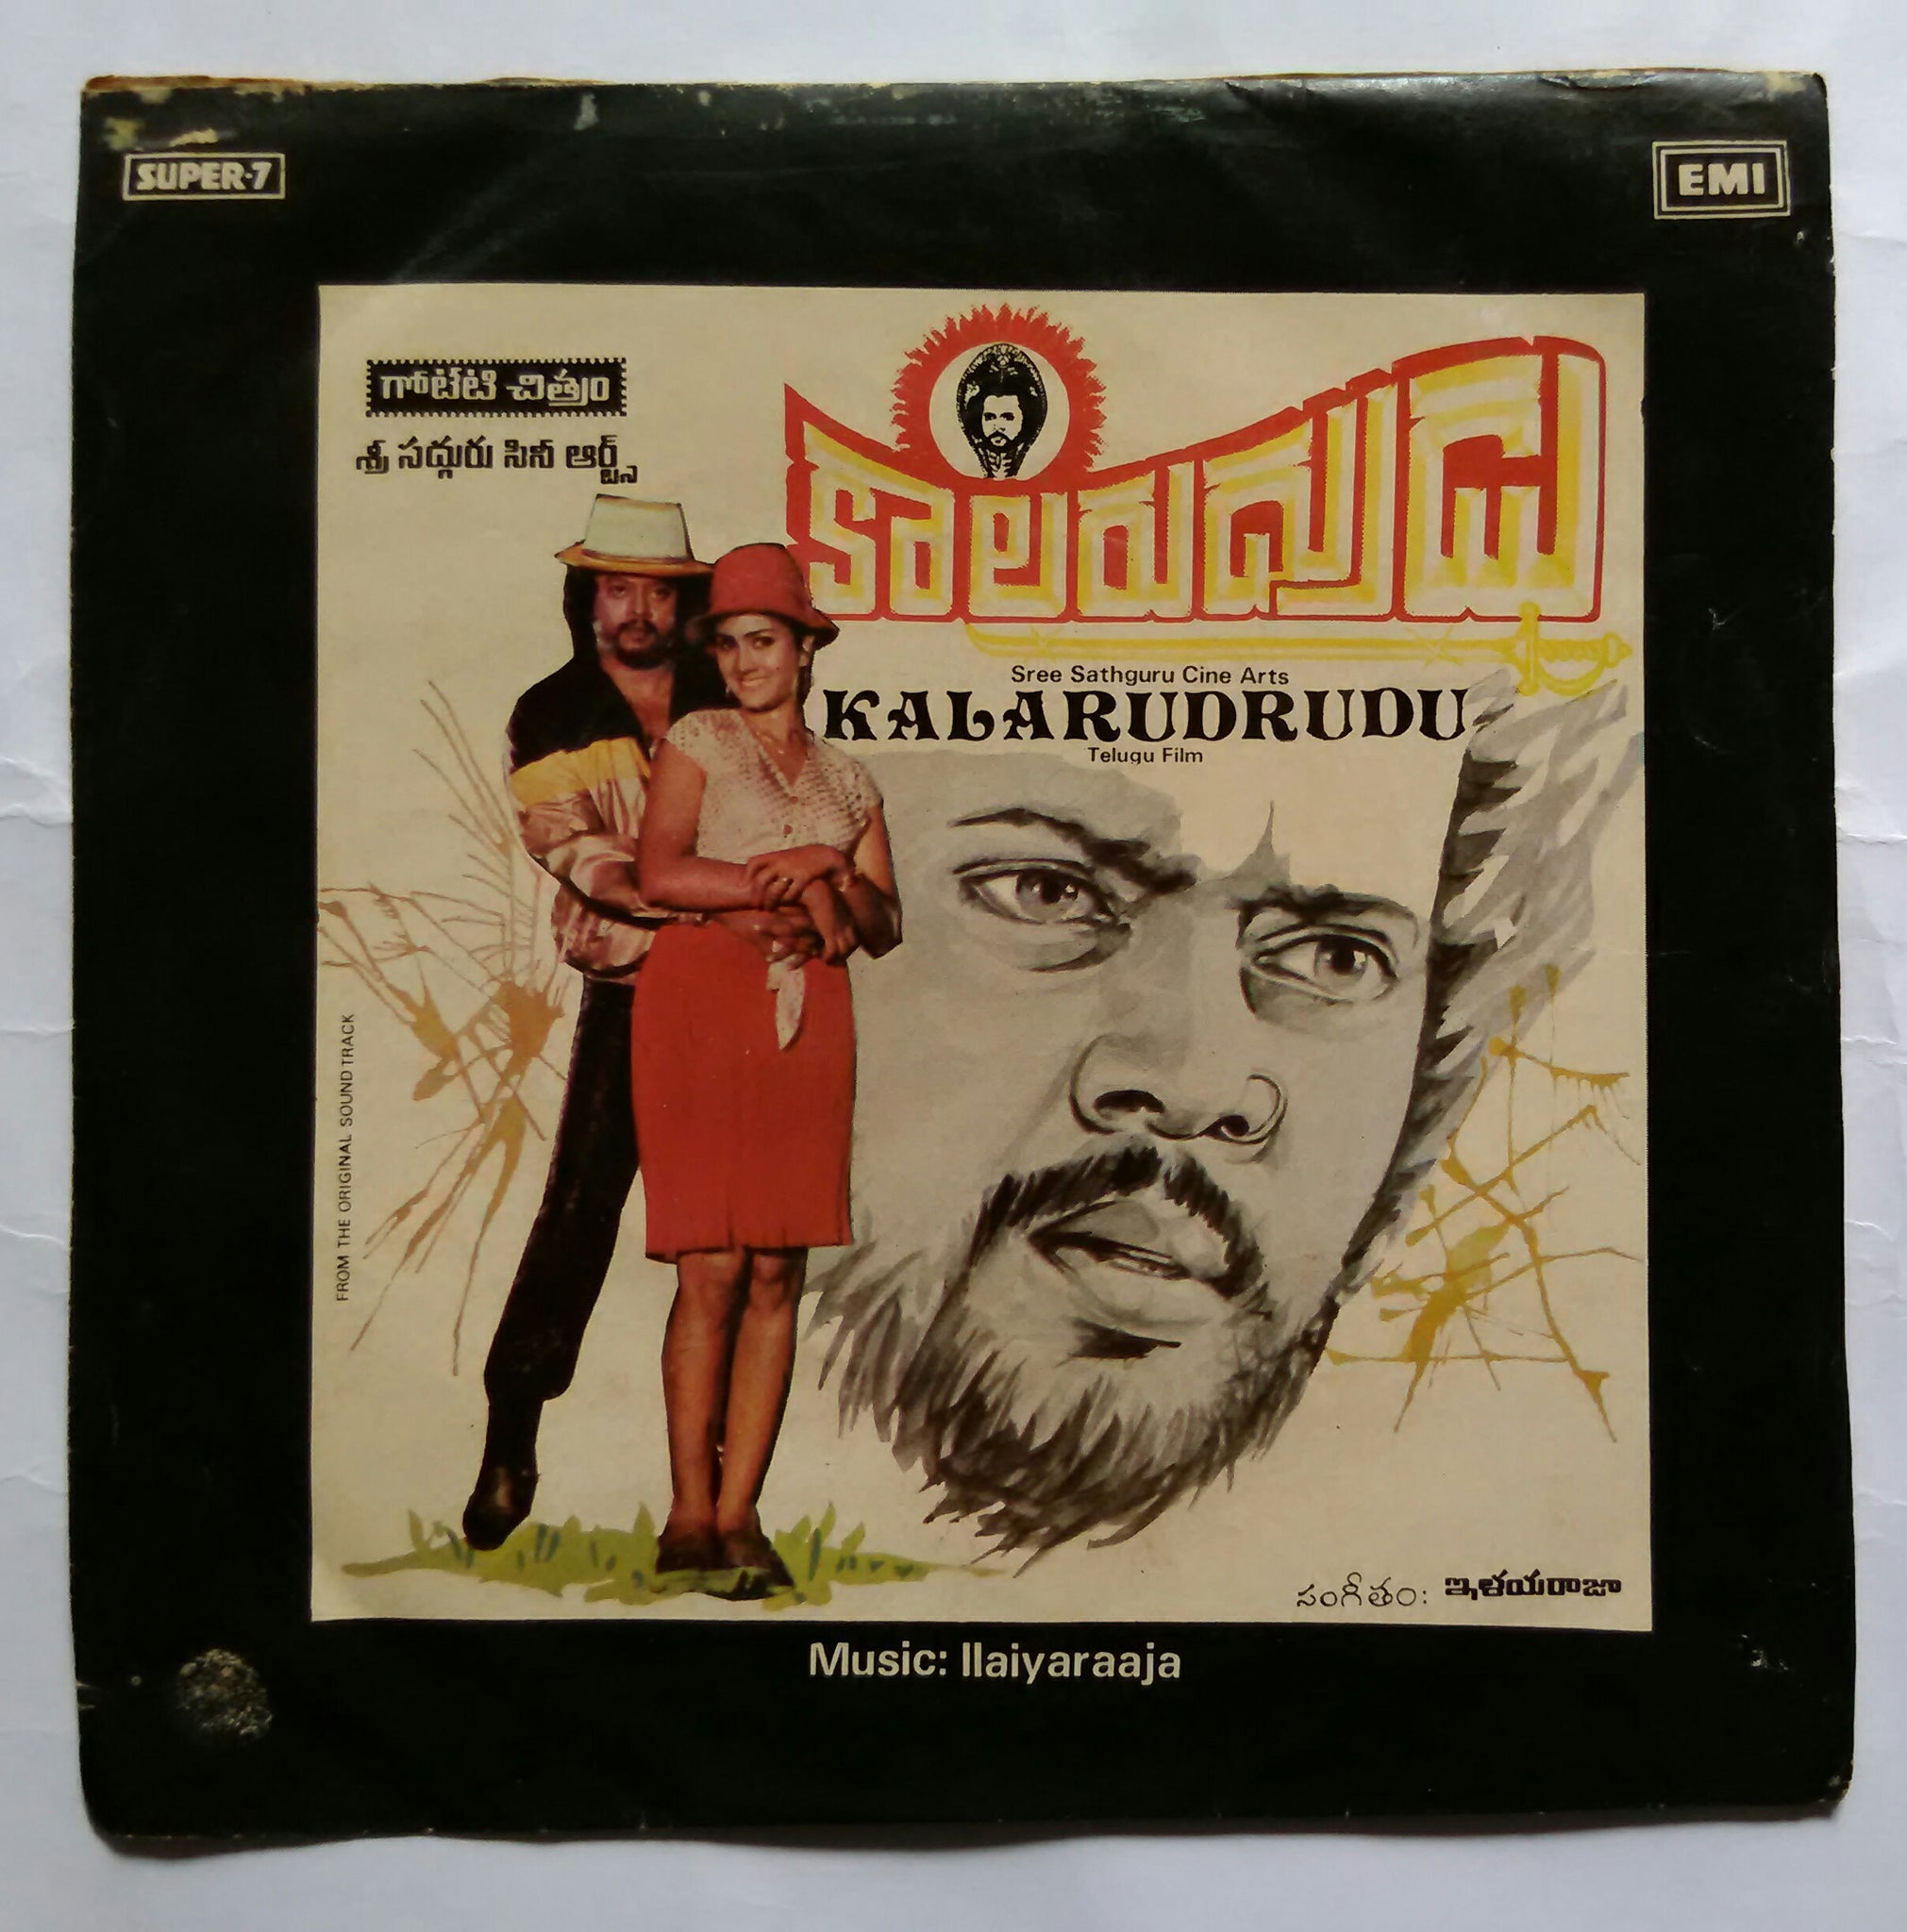 SUPER-7
EMI
గోటేటి చిత్రం
శ్రీ సద్గురు సినీ ఆర్ట్స్
కాలరుద్రుడు
Sree Sathguru Cine Arts
KALARUDRUDU
Telugu Film
FROM THE ORIGINAL SOUND TRACK
సంగీతం: ఇళయరాజా
Music: Ilaiyaraaja